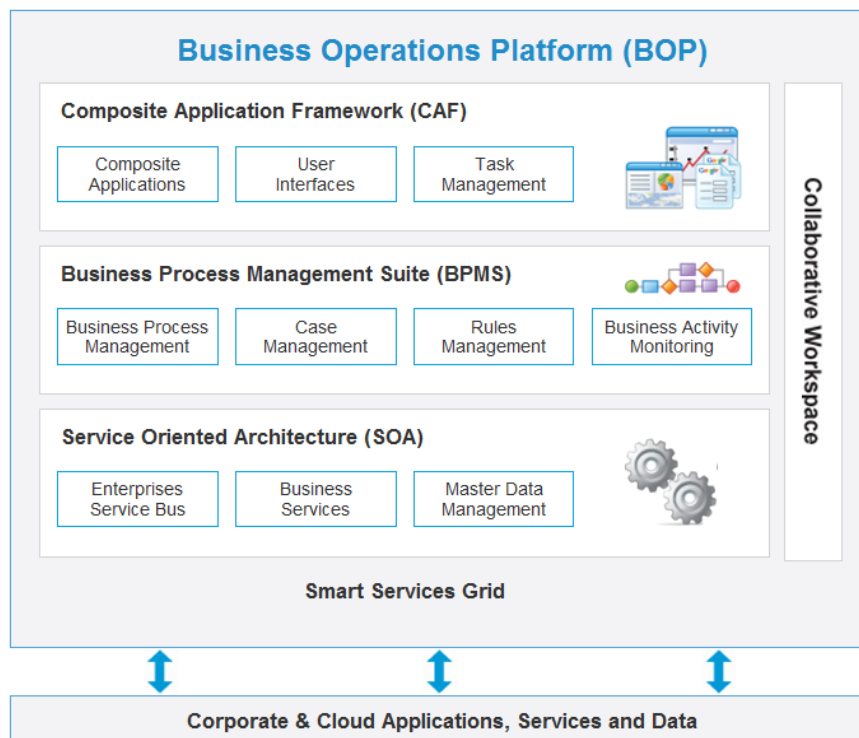 Business Operations Platform (BOP)
Composite Application Framework (CAF)
Composite
Applications
User
Interfaces
Task
Management
Google
Google
Business Process Management Suite (BPMS)
Business Process
Management
Case
Management
Rules
Management
Business Activity
Monitoring
Service Oriented Architecture (SOA)
Enterprises
Service Bus
Business
Services
Master Data
Management
Collaborative Workspace
Smart Services Grid
Corporate & Cloud Applications, Services and Data